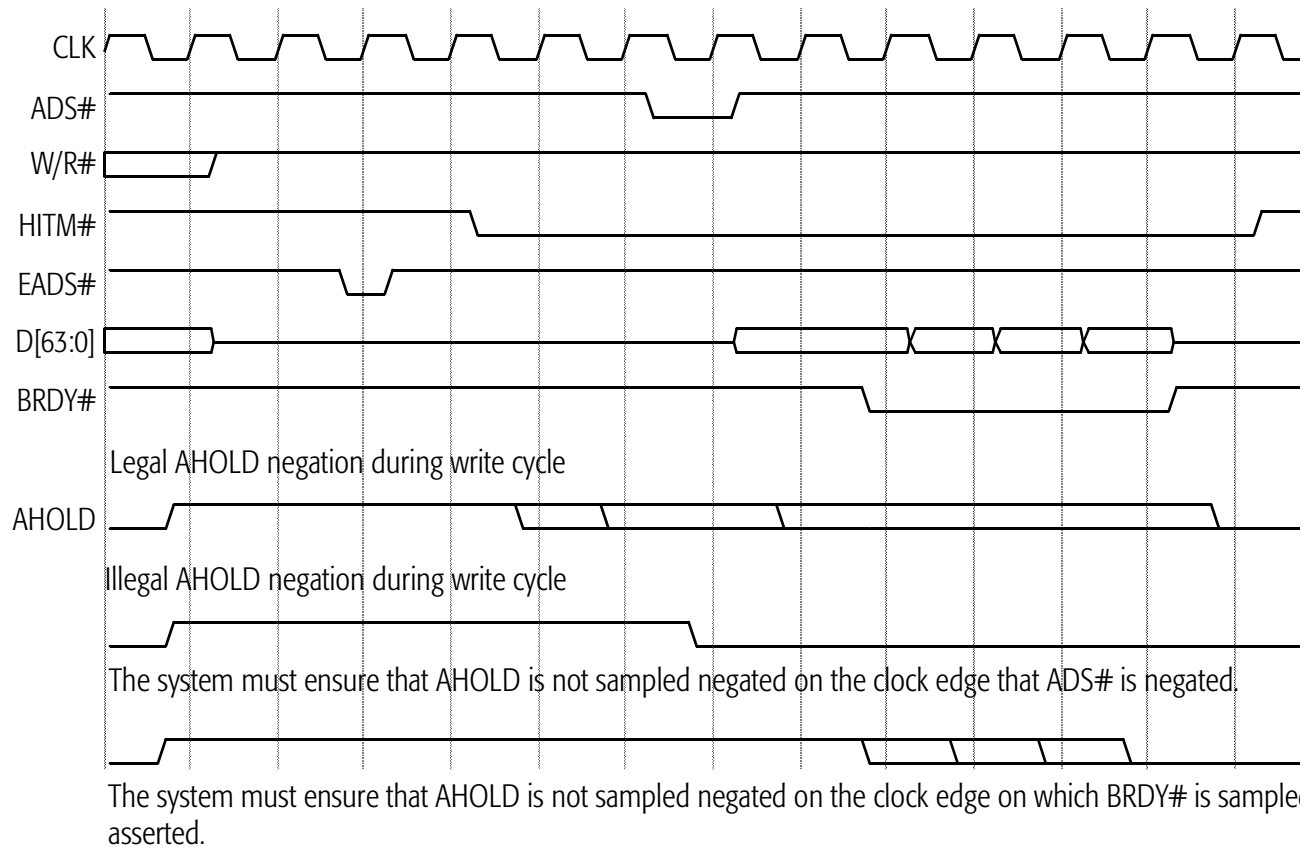 CLK
ADS#
W/R#
HITM#
EADS#
D[63:0]
BRDY#
Legal AHOLD negation during write cycle
AHOLD
Illegal AHOLD negation during write cycle
The system must ensure that AHOLD is not sampled negated on the clock edge that ADS# is negated.
The system must ensure that AHOLD is not sampled negated on the clock edge on which BRDY# is sample
asserted.